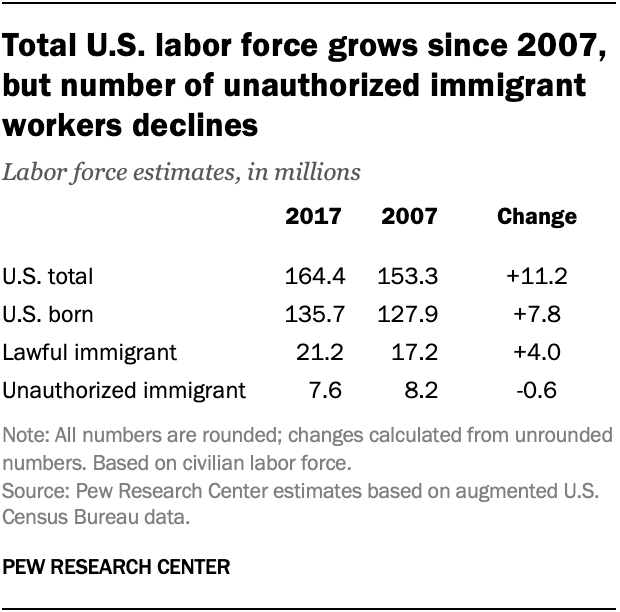 Total U.S. labor force grows since 2007,
but number of unauthorized immigrant
workers declines
Labor force estimates, in millions
2017 2007 Change
U.S. total 164.4 153.3 +11.2
U.S. born 135.7 127.9 +7.8
Lawful immigrant 21.2 17.2 +4.0
Unauthorized immigrant 7.6 8.2 -0.6
Note: All numbers are rounded; changes calculated from unrounded
numbers. Based on civilian labor force.
Source: Pew Research Center estimates based on augmented U.S.
Census Bureau data.
PEW RESEARCH CENTER